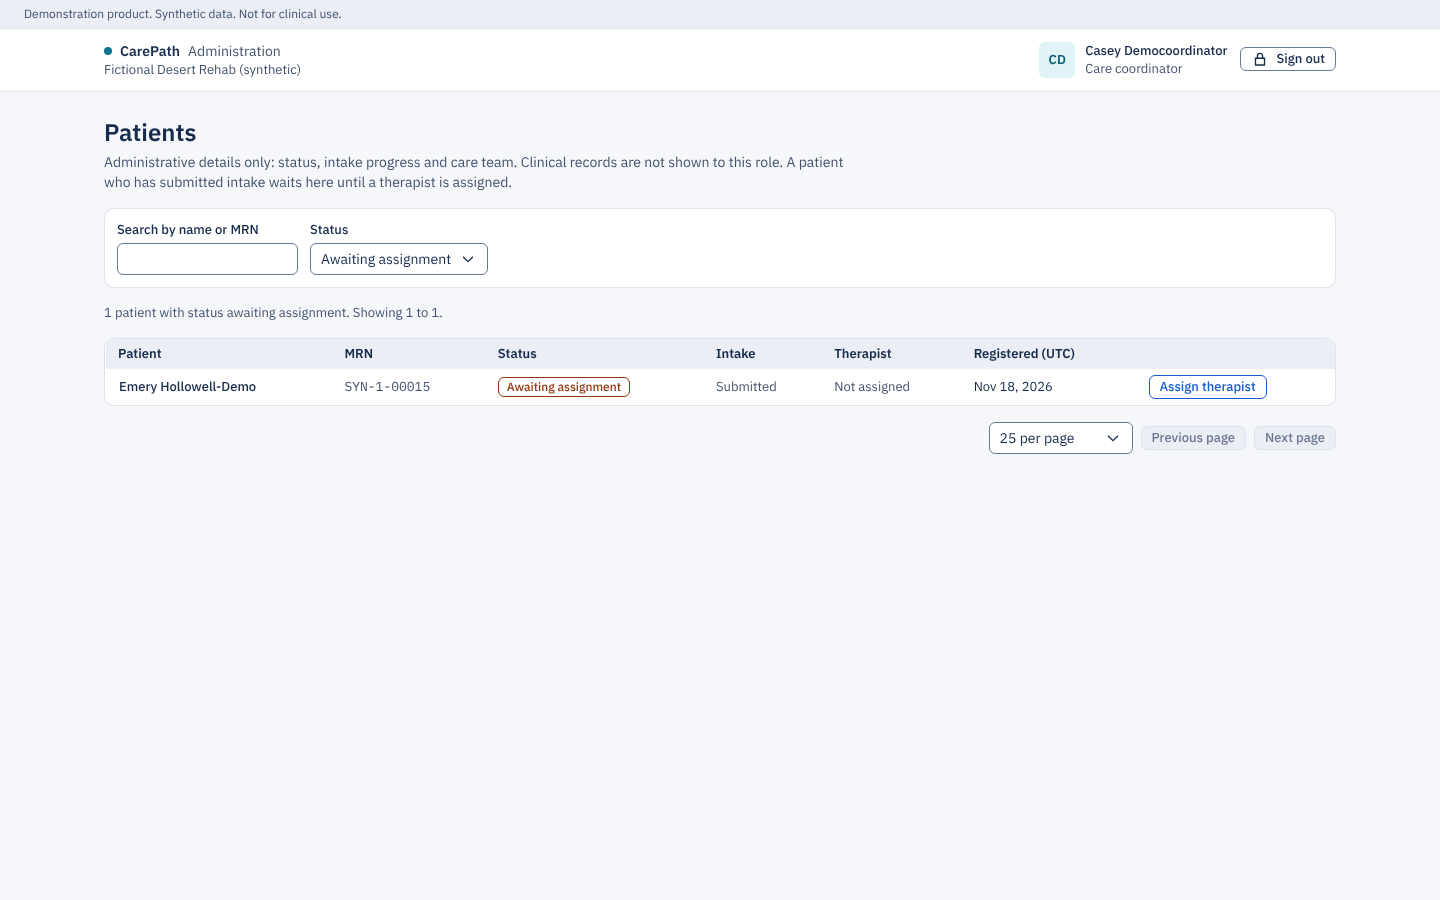 Demonstration product. Synthetic data. Not for clinical use.
CarePath Administration
Fictional Desert Rehab (synthetic)
CD
Casey Democoordinator
Care coordinator
Sign out
Patients
Administrative details only: status, intake progress and care team. Clinical records are not shown to this role. A patient
who has submitted intake waits here until a therapist is assigned.
Search by name or MRN
Status
Awaiting assignment
1 patient with status awaiting assignment. Showing 1 to 1.
Patient MRN Status Intake Therapist Registered (UTC)
Emery Hollowell-Demo SYN-1-00015 Awaiting assignment Submitted Not assigned Nov 18, 2026 Assign therapist
25 per page Previous page Next page